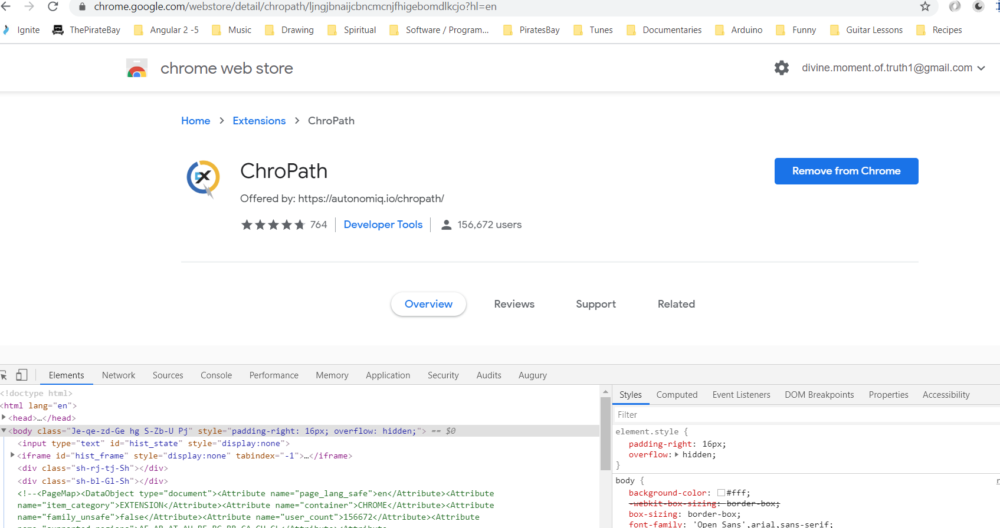 chrome.google.com/webstore/detail/chropath/ljngjbnaijcbncmcnjfhigebomdlkcjo?hl=en
Ignite ThePirateBay Angular 2 -5 Music Drawing Spiritual Software / Program... PiratesBay Tunes Documentaries Arduino Funny Guitar Lessons Recipes
chrome web store divine.moment.of.truth1@gmail.com
Home > Extensions > ChroPath
ChroPath
Remove from Chrome
Offered by: https://autonomiq.io/chropath/
764 Developer Tools 156,672 users
Overview Reviews Support Related
Elements Network Sources Console Performance Memory Application Security Audits Augury
<!doctype html>
<html lang="en">
<head>…</head>
<body class="Je-qe-zd-Ge hg S-Zb-U Pj" style="padding-right: 16px; overflow: hidden;"> == $0
<input type="text" id="hist_state" style="display:none">
<iframe id="hist_frame" style="display:none" tabindex="-1">…</iframe>
<div class="sh-rj-tj-Sh"></div>
<div class="sh-bl-Gl-Sh"></div>
<!--<PageMap><DataObject type="document"><Attribute name="page_lang_safe">en</Attribute><Attribute
name="item_category">EXTENSION</Attribute><Attribute name="container">CHROME</Attribute><Attribute
name="family_unsafe">false</Attribute><Attribute name="user_count">156672</Attribute><Attribute
Styles Computed Event Listeners DOM Breakpoints Properties Accessibility
Filter
element.style {
padding-right: 16px;
overflow: hidden;
}
body {
background-color: #fff;
-webkit-box-sizing: border-box;
box-sizing: border-box;
font-family: 'Open Sans',arial,sans-serif;